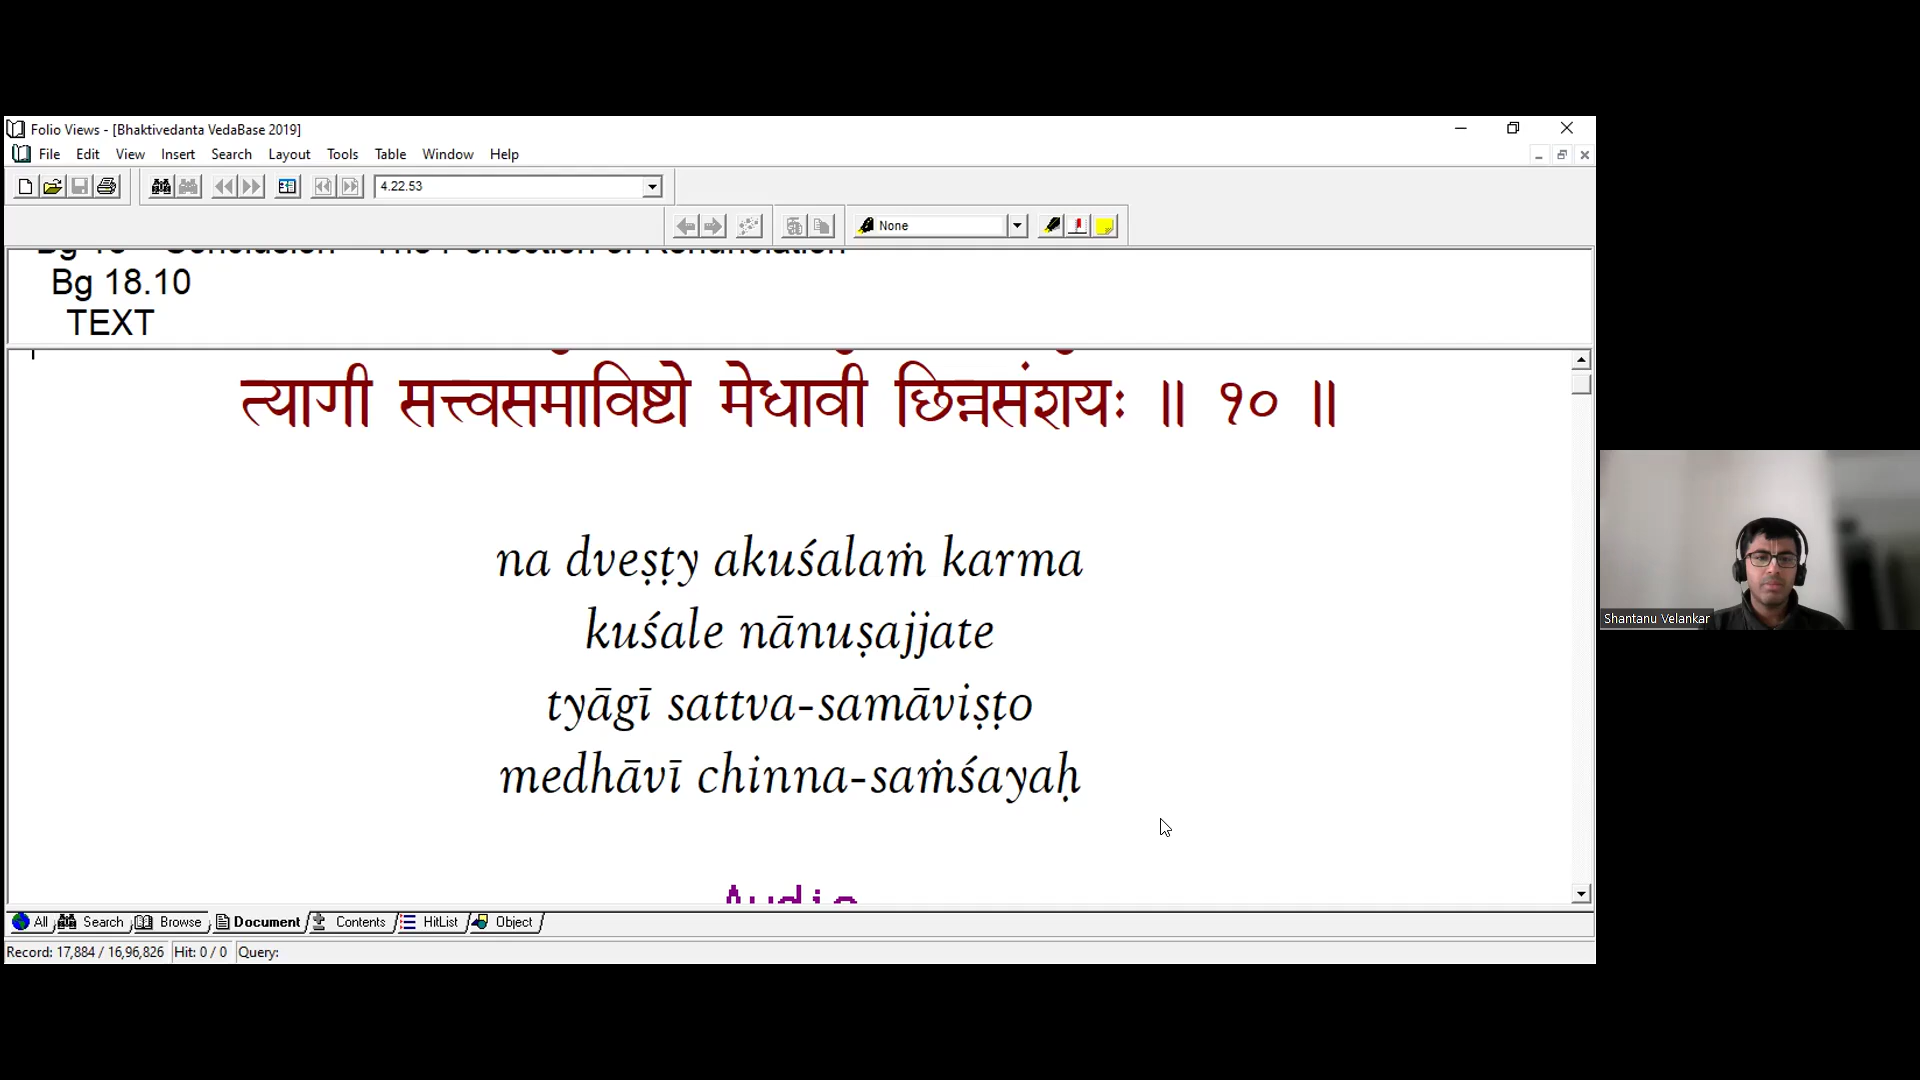 Folio Views - [Bhaktivedanta VedaBase 2019]
File Edit View Insert Search Layout Tools Table Window Help
4.22.53
None
Bg 18.10
TEXT
त्यागी सत्त्वसमाविष्टो मेधावी छिन्नसंशयः ॥ १० ॥
na dveṣṭy akuśalaṁ karma
kuśale nānuṣajjate
tyāgī sattva-samāviṣṭo
medhāvī chinna-saṁśayaḥ
Shantanu Velankar
All Search Browse Document Contents HitList Object
Record: 17,884 / 16,96,826 Hit: 0 / 0 Query: